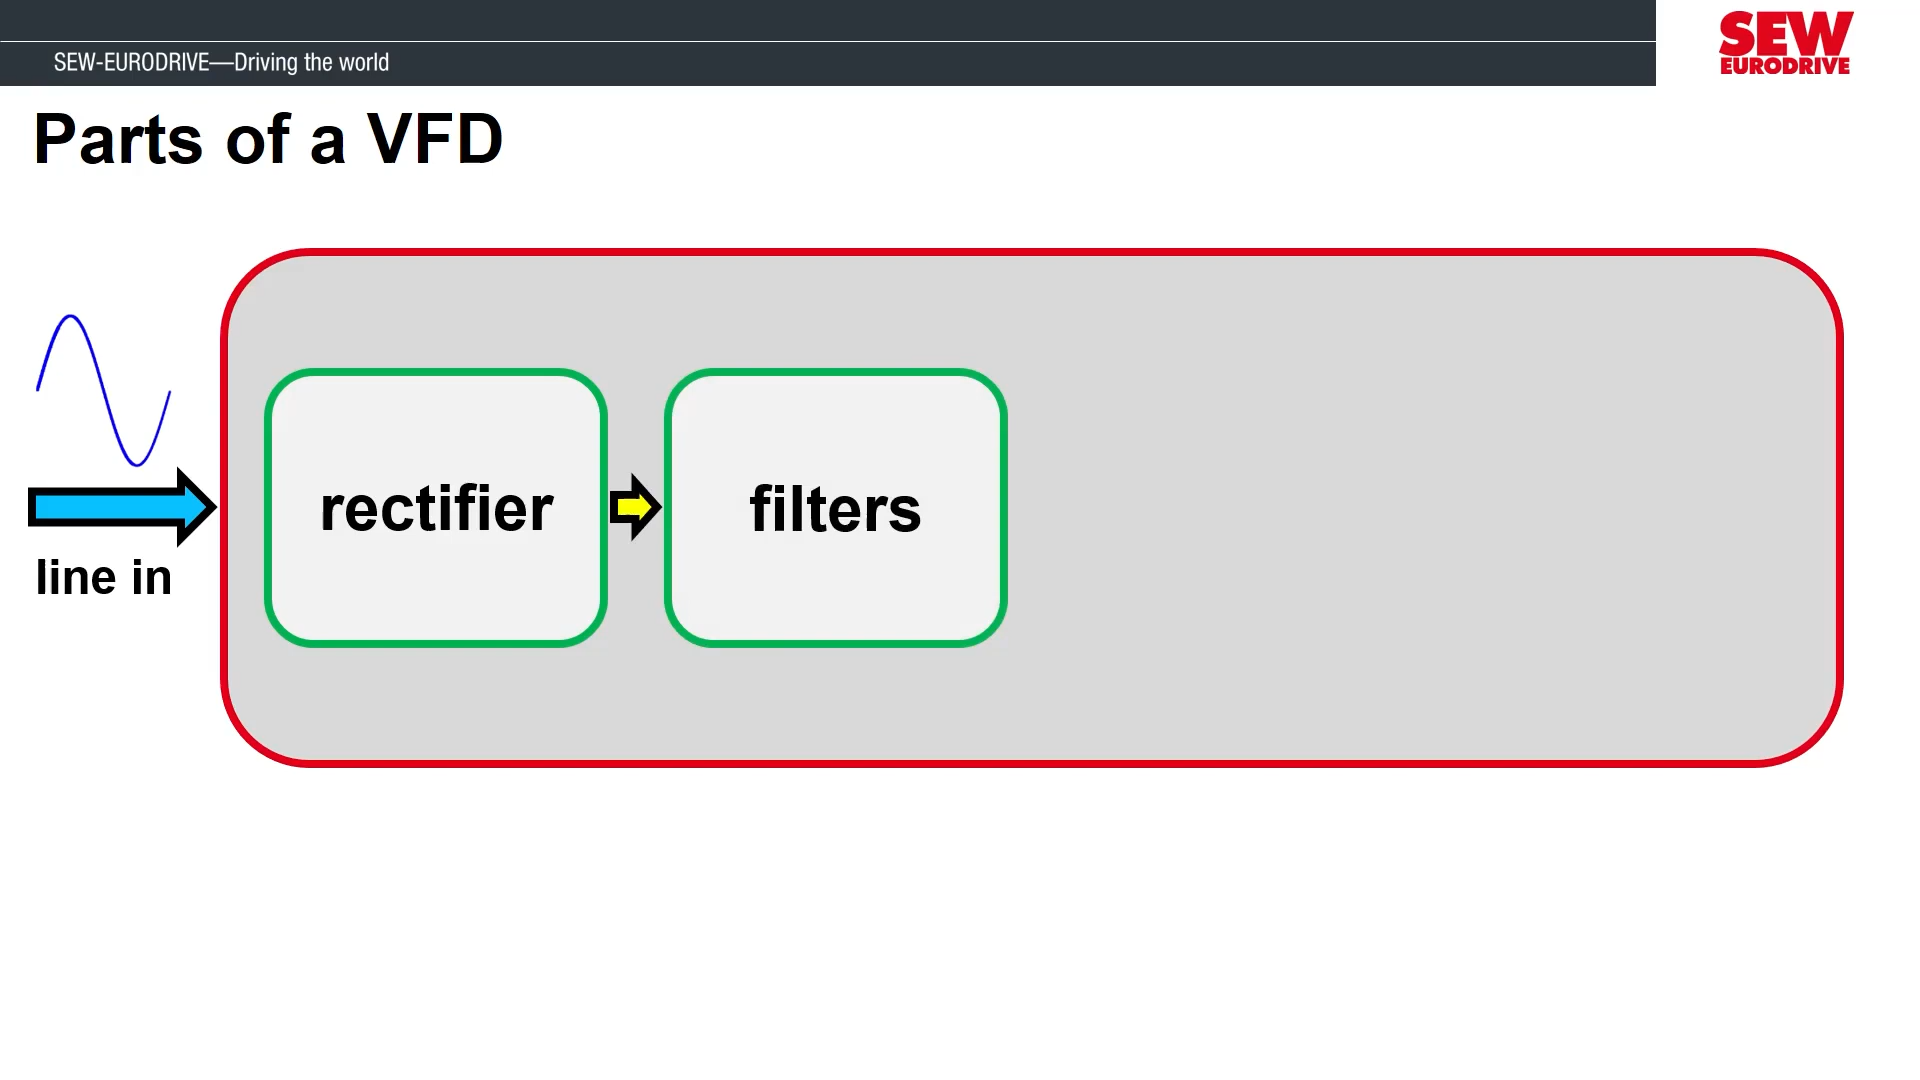 SEW-EURODRIVE—Driving the world
SEW
EURODRIVE
Parts of a VFD
rectifier
filters
line in